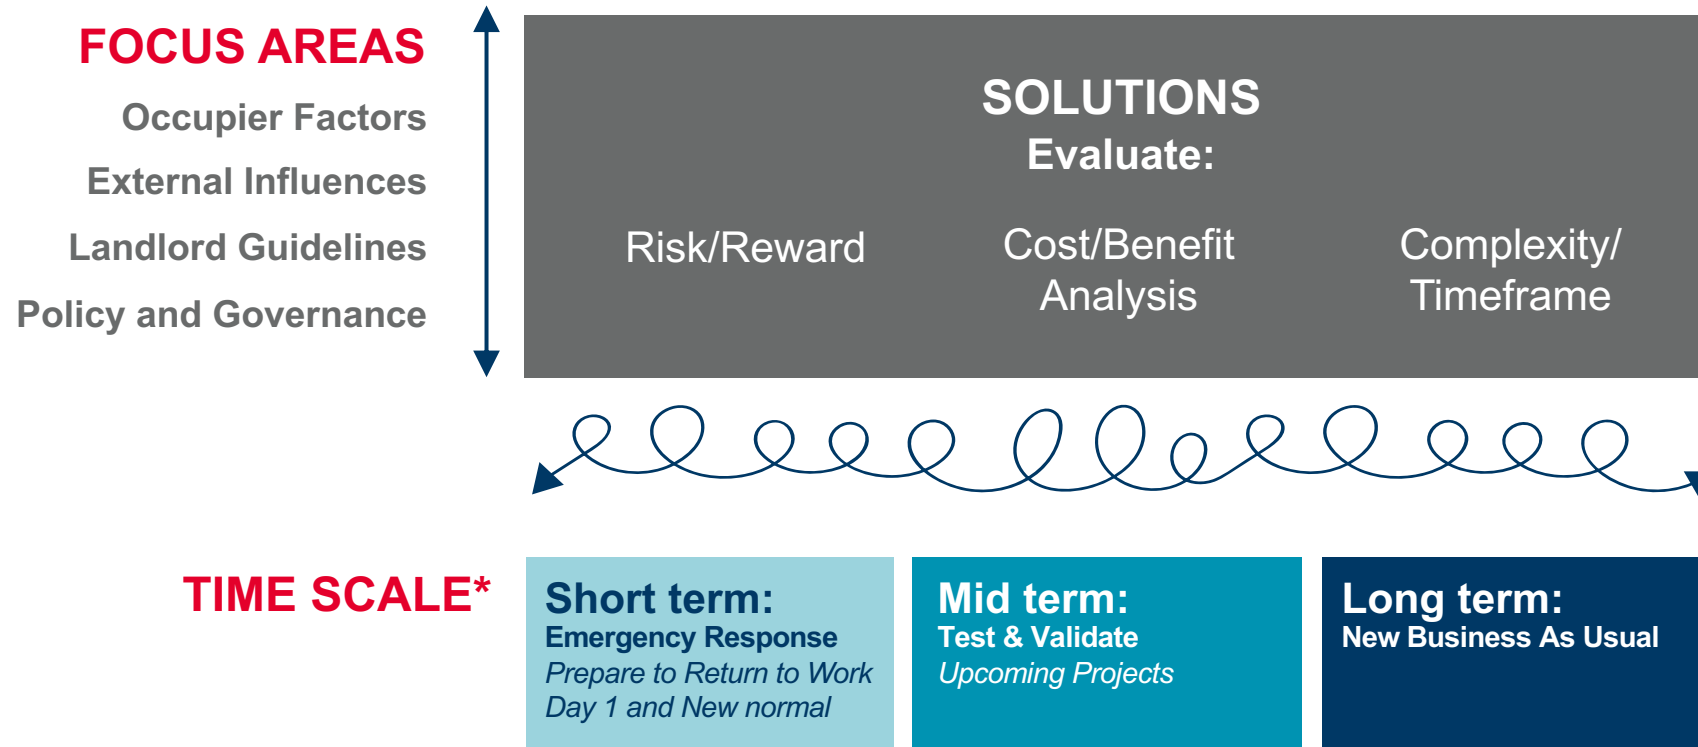 FOCUS AREAS
Occupier Factors
External Influences
Landlord Guidelines
Policy and Governance
SOLUTIONS
Evaluate:
Risk/Reward
Cost/Benefit
Analysis
Complexity/
Timeframe
TIME SCALE*
Short term:
Emergency Response
Prepare to Return to Work
Day 1 and New normal
Mid term:
Test & Validate
Upcoming Projects
Long term:
New Business As Usual